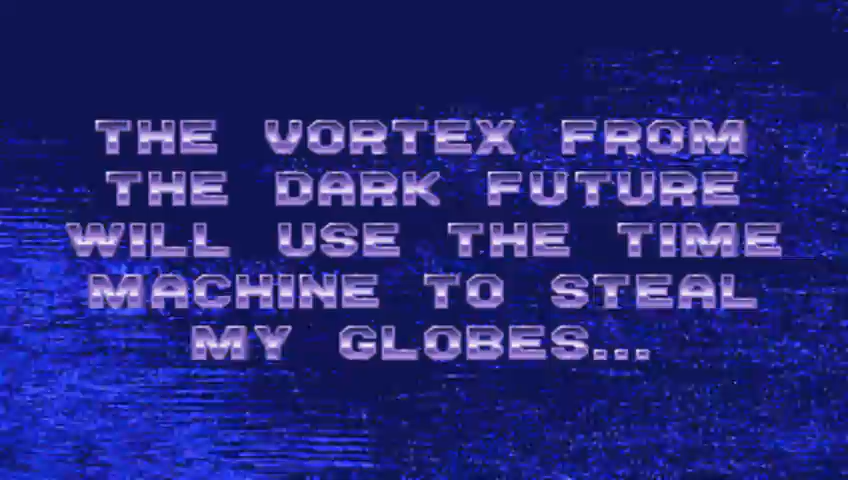 THE VORTEX FROM
THE DARK FUTURE
WILL USE THE TIME
MACHINE TO STEAL
MY GLOBES...